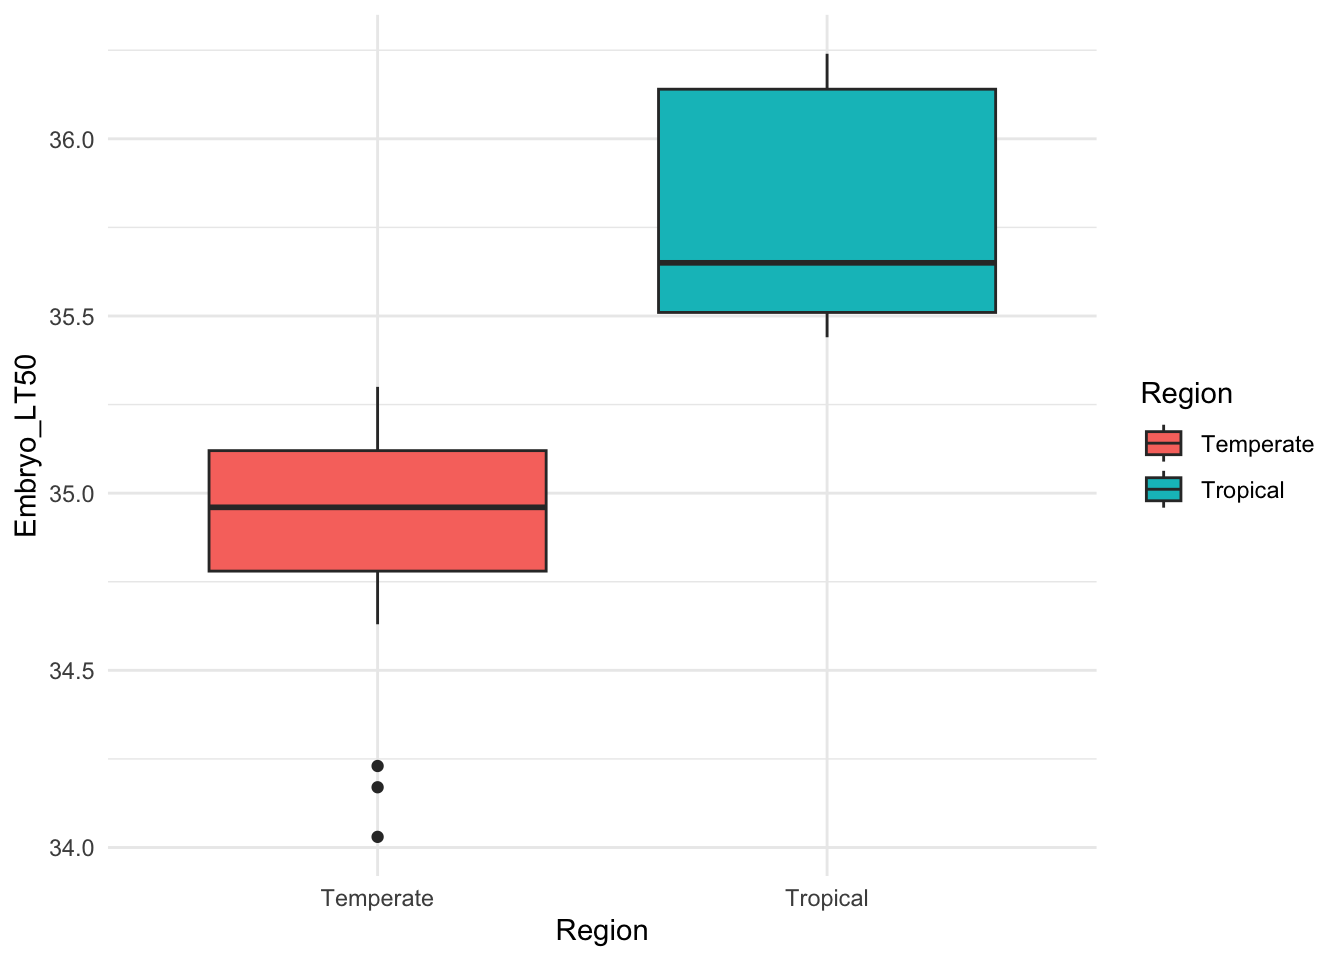 36.0
35.5
35.0
34.5
34.0
Embryo_LT50
Temperate
Tropical
Region
Region
Temperate
Tropical